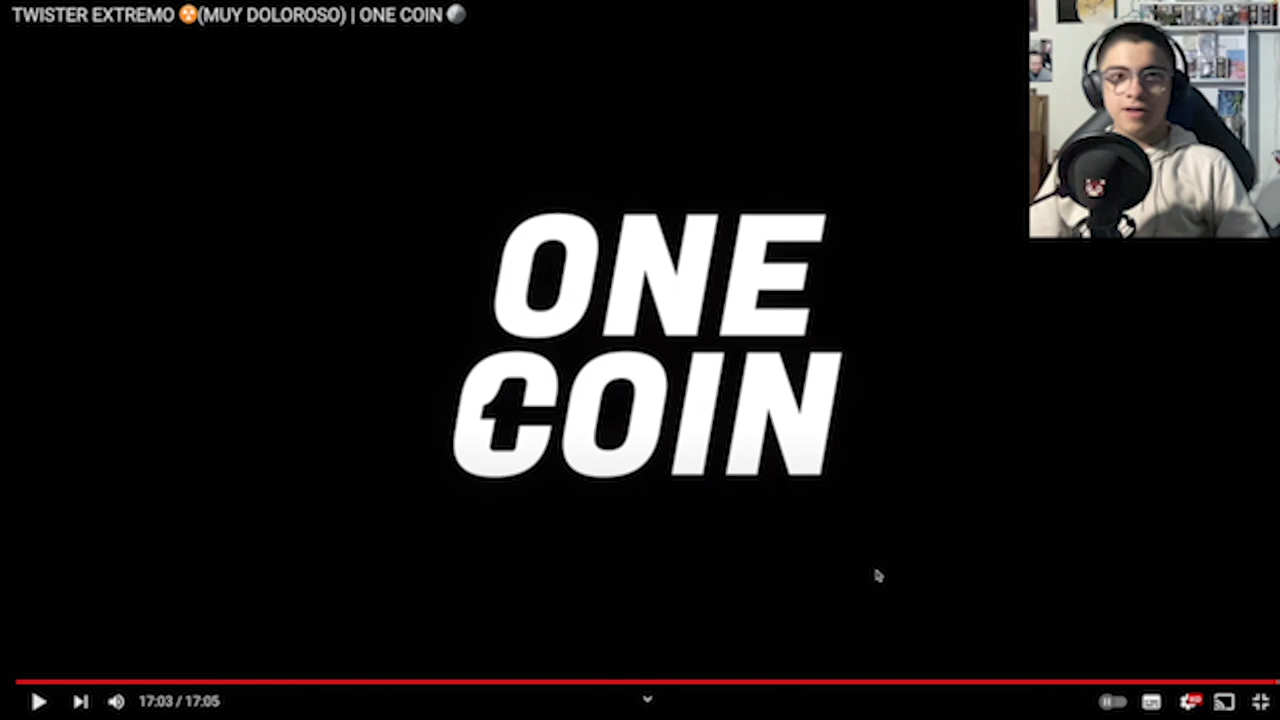 TWISTER EXTREMO ☢(MUY DOLOROSO) | ONE COIN
ONE
COIN
17:03 / 17:05